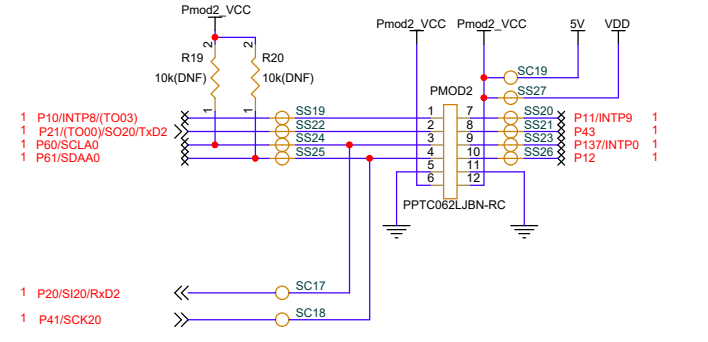 Pmod2_VCC
Pmod2_VCC Pmod2_VCC 5V VDD
2 2
R19 R20
10k(DNF) 10k(DNF)
1 1
SC19
SS27
PMOD2
1 P10/INTP8/(TO03) SS19 1 7 SS20 P11/INTP9 1
1 P21/(TO00)/SO20/TxD2 SS22 2 8 SS21 P43 1
1 P60/SCLA0 SS24 3 9 SS23 P137/INTP0 1
1 P61/SDAA0 SS25 4 10 SS26 P12 1
5 11
6 12
PPTC062LJBN-RC
1 P20/SI20/RxD2 SC17
1 P41/SCK20 SC18